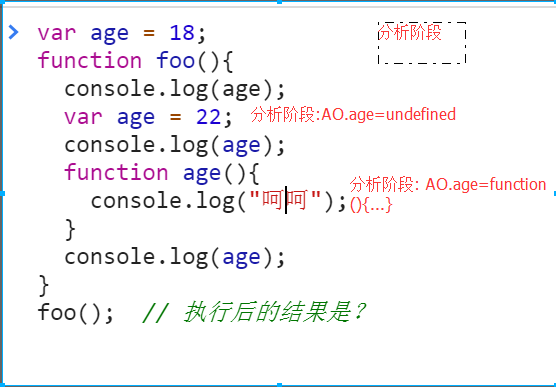 var age = 18;
分析阶段
function foo(){
console.log(age);
var age = 22; 分析阶段:AO.age=undefined
console.log(age);
function age(){
console.log("呵呵"); 分析阶段: AO.age=function
(){...}
}
console.log(age);
}
foo(); // 执行后的结果是?